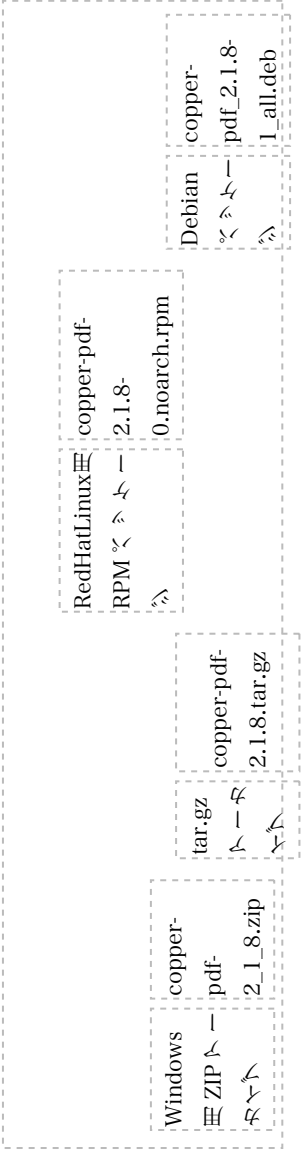 Windows
用 ZIP アー
カイブ
copper-
pdf-
2_1_8.zip
tar.gz
アーカ
イブ
copper-pdf-
2.1.8.tar.gz
RedHatLinux用
RPM パッケー
ジ
copper-pdf-
2.1.8-
0.noarch.rpm
Debian
パッケー
ジ
copper-
pdf_2.1.8-
1_all.deb